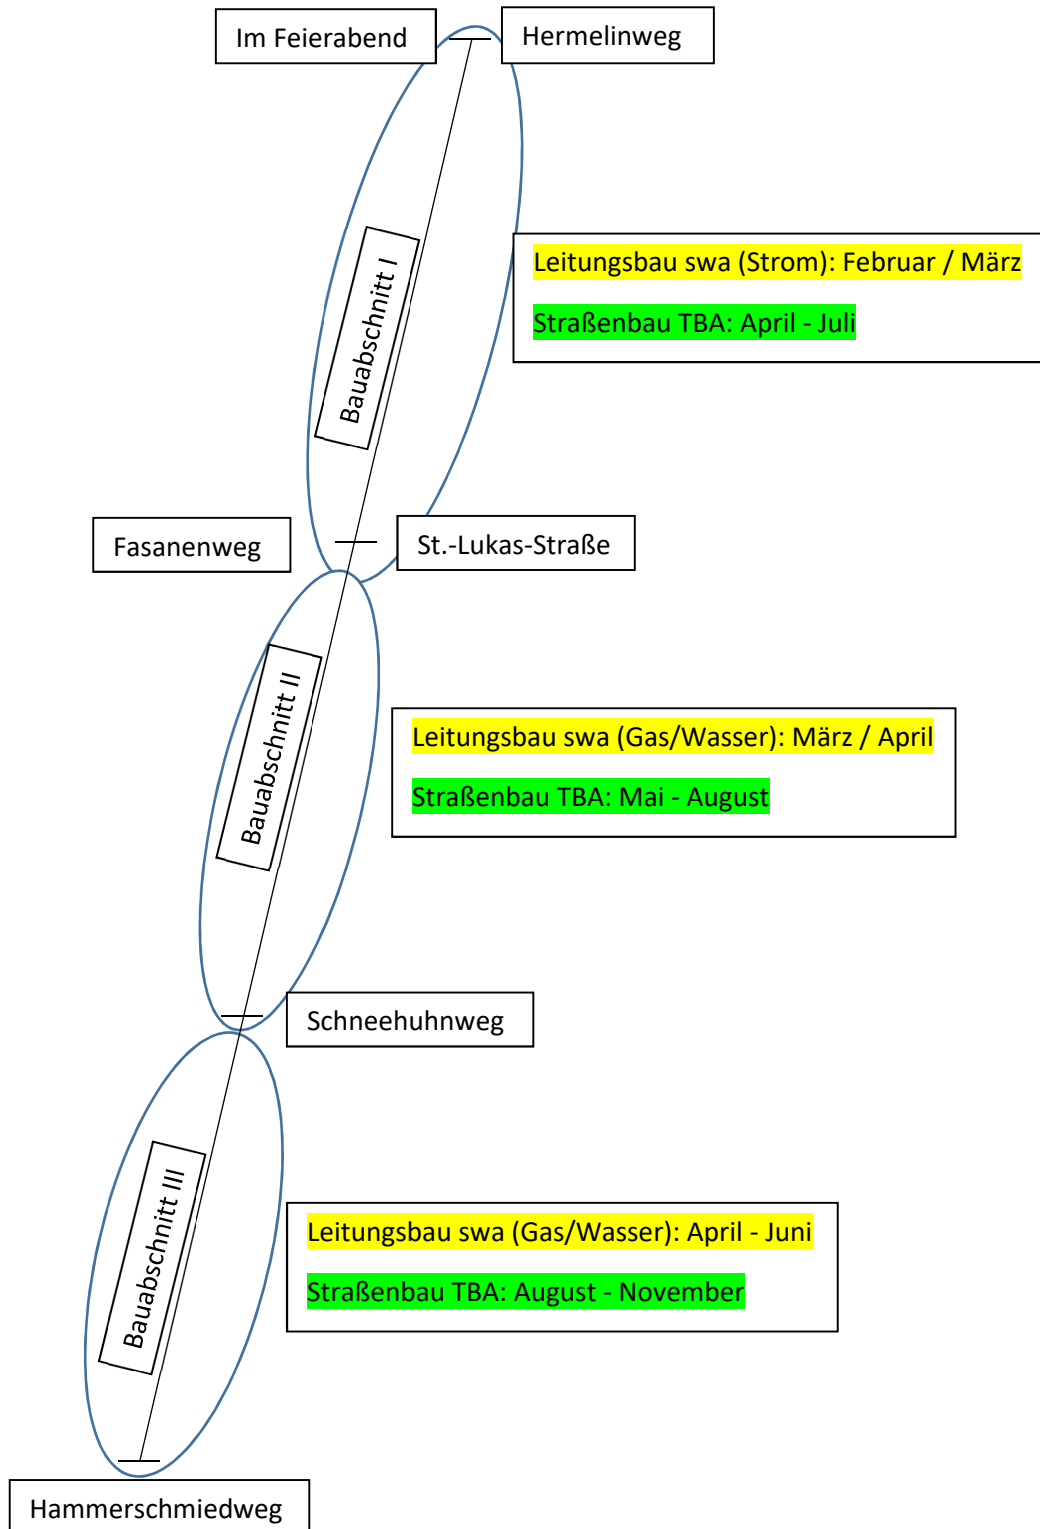 Im Feierabend
Hermelinweg
Bauabschnitt I
Leitungsbau swa (Strom): Februar / März
Straßenbau TBA: April - Juli
Fasanenweg
St.-Lukas-Straße
Bauabschnitt II
Leitungsbau swa (Gas/Wasser): März / April
Straßenbau TBA: Mai - August
Schneehuhnweg
Bauabschnitt III
Leitungsbau swa (Gas/Wasser): April - Juni
Straßenbau TBA: August - November
Hammerschmiedweg